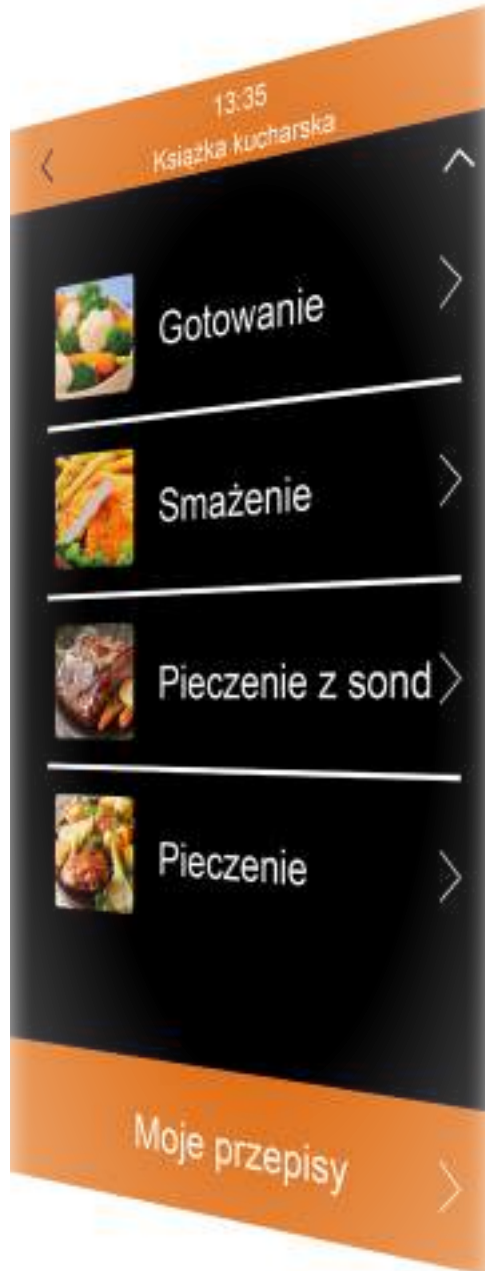 13:35
Książka kucharska
Gotowanie
Smażenie
Pieczenie z sond
Pieczenie
Moje przepisy